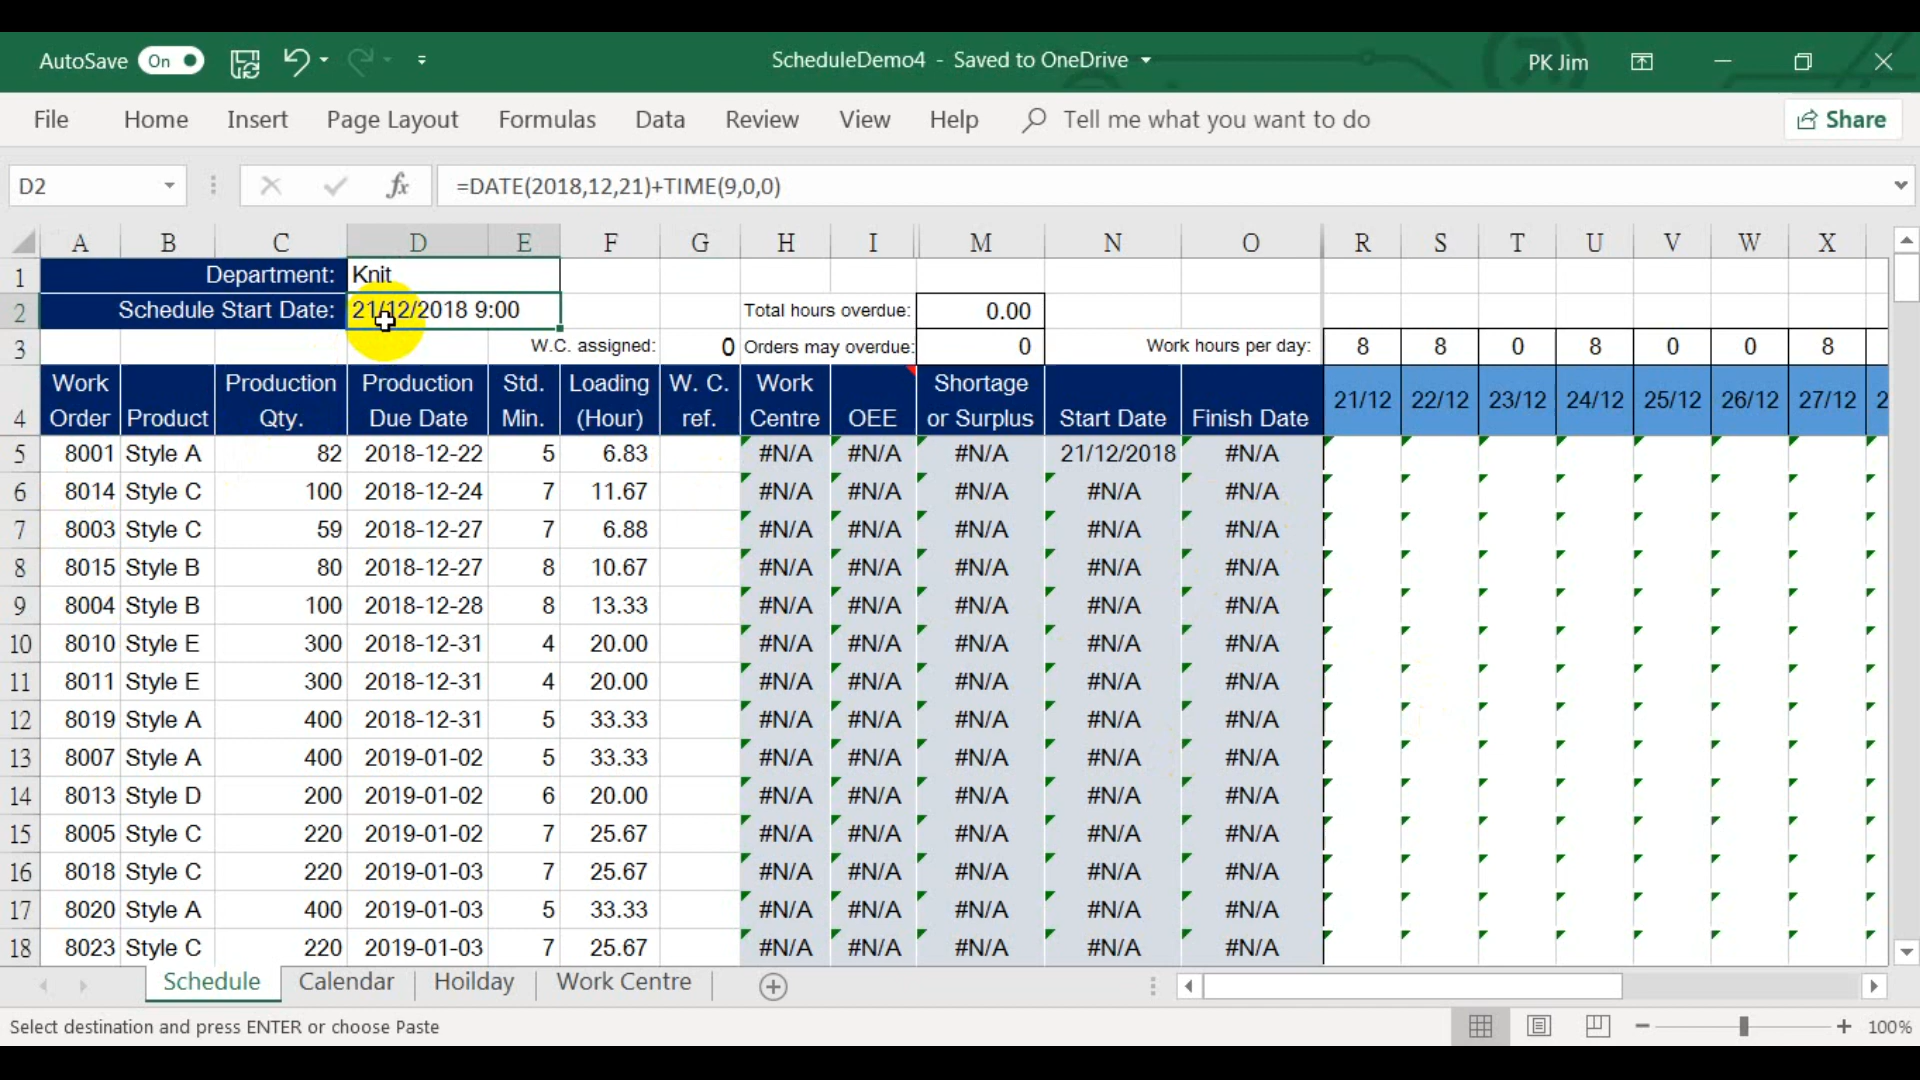 AutoSave On ScheduleDemo4 - Saved to OneDrive PK Jim
File Home Insert Page Layout Formulas Data Review View Help Tell me what you want to do Share
D2 fx =DATE(2018,12,21)+TIME(9,0,0)
A B C D E F G H I M N O R S T U V W X
1 Department: Knit
2 Schedule Start Date: 21/12/2018 9:00 Total hours overdue: 0.00
3 W.C. assigned: 0 Orders may overdue: 0 Work hours per day: 8 8 0 8 0 0 8
Work Production Production Std. Loading W. C. Work Shortage
4 Order Product Qty. Due Date Min. (Hour) ref. Centre OEE or Surplus Start Date Finish Date 21/12 22/12 23/12 24/12 25/12 26/12 27/12 2
5 8001 Style A 82 2018-12-22 5 6.83 #N/A #N/A #N/A 21/12/2018 #N/A
6 8014 Style C 100 2018-12-24 7 11.67 #N/A #N/A #N/A #N/A #N/A
7 8003 Style C 59 2018-12-27 7 6.88 #N/A #N/A #N/A #N/A #N/A
8 8015 Style B 80 2018-12-27 8 10.67 #N/A #N/A #N/A #N/A #N/A
9 8004 Style B 100 2018-12-28 8 13.33 #N/A #N/A #N/A #N/A #N/A
10 8010 Style E 300 2018-12-31 4 20.00 #N/A #N/A #N/A #N/A #N/A
11 8011 Style E 300 2018-12-31 4 20.00 #N/A #N/A #N/A #N/A #N/A
12 8019 Style A 400 2018-12-31 5 33.33 #N/A #N/A #N/A #N/A #N/A
13 8007 Style A 400 2019-01-02 5 33.33 #N/A #N/A #N/A #N/A #N/A
14 8013 Style D 200 2019-01-02 6 20.00 #N/A #N/A #N/A #N/A #N/A
15 8005 Style C 220 2019-01-02 7 25.67 #N/A #N/A #N/A #N/A #N/A
16 8018 Style C 220 2019-01-03 7 25.67 #N/A #N/A #N/A #N/A #N/A
17 8020 Style A 400 2019-01-03 5 33.33 #N/A #N/A #N/A #N/A #N/A
18 8023 Style C 220 2019-01-03 7 25.67 #N/A #N/A #N/A #N/A #N/A
Schedule Calendar Hoilday Work Centre
Select destination and press ENTER or choose Paste 100%